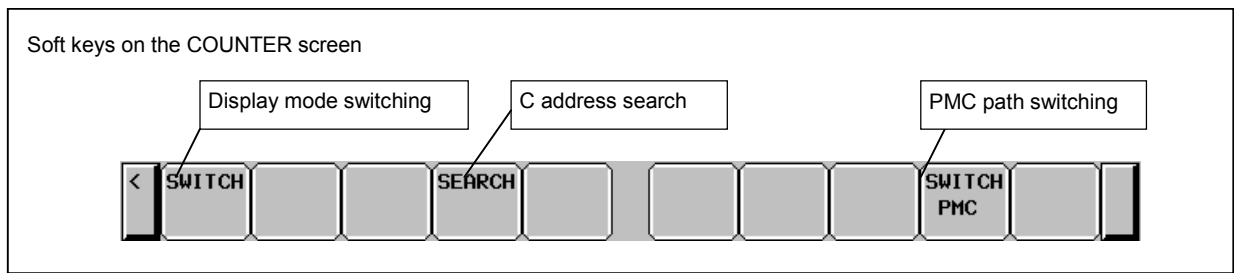 Soft keys on the COUNTER screen
Display mode switching
C address search
PMC path switching
<
SWITCH
SEARCH
SWITCH
PMC